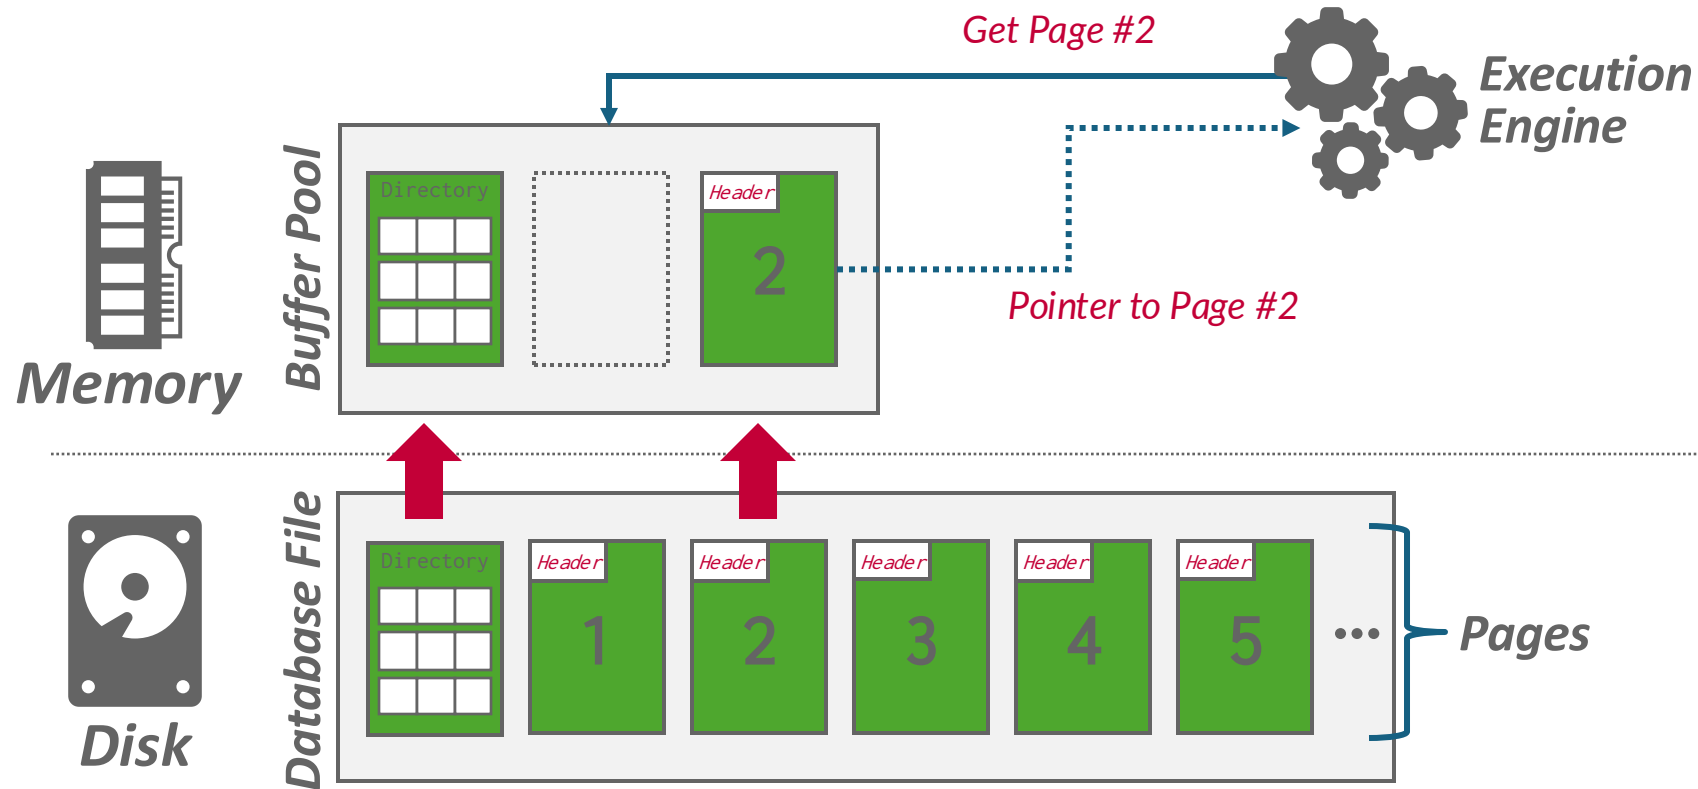 Get Page #2
Execution
Engine
Buffer Pool
Directory
Header
2
Pointer to Page #2
Memory
Database File
Directory
Header
1
Header
2
Header
3
Header
4
Header
5
...
Pages
Disk